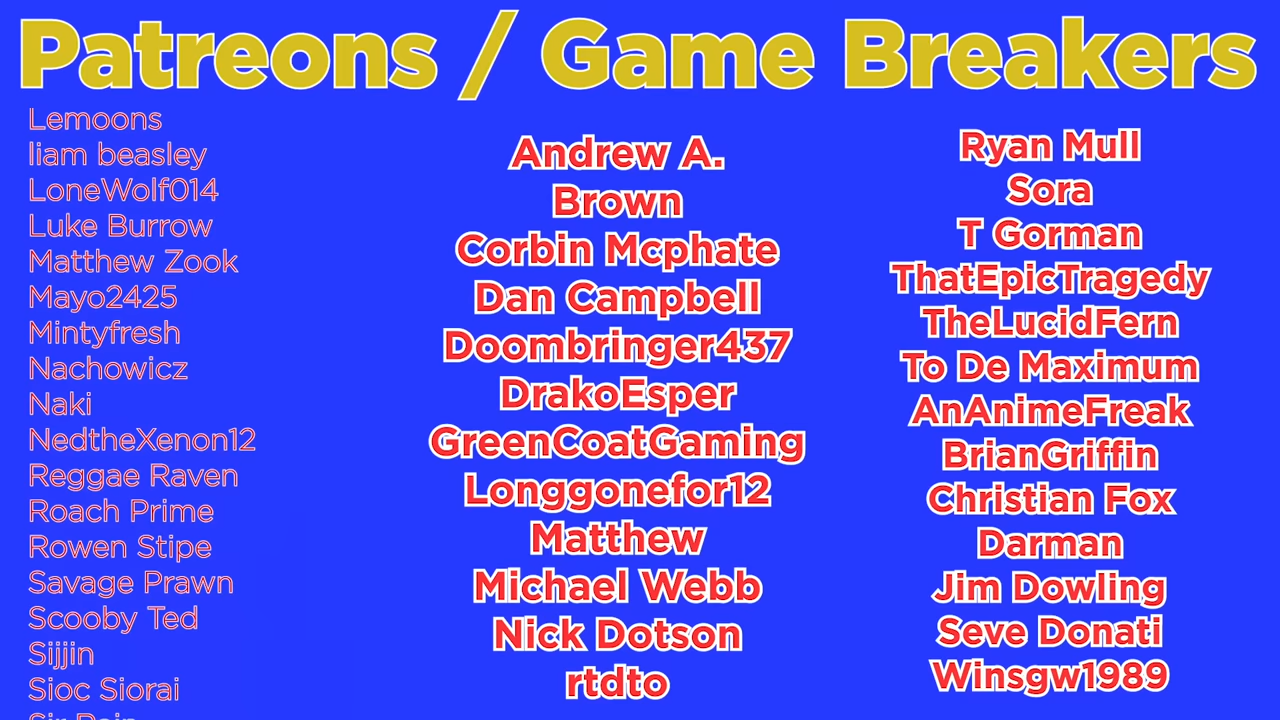 Patreons / Game Breakers
Lemoons
liam beasley
LoneWolf014
Luke Burrow
Matthew Zook
Mayo2425
Mintyfresh
Nachowicz
Naki
NedtheXenon12
Reggae Raven
Roach Prime
Rowen Stipe
Savage Prawn
Scooby Ted
Sijjin
Sioc Siorai
Andrew A.
Brown
Corbin Mcphate
Dan Campbell
Doombringer437
DrakoEsper
GreenCoatGaming
Longgonefor12
Matthew
Michael Webb
Nick Dotson
rtdto
Ryan Mull
Sora
T Gorman
ThatEpicTragedy
TheLucidFern
To De Maximum
AnAnimeFreak
BrianGriffin
Christian Fox
Darman
Jim Dowling
Seve Donati
Winsgw1989